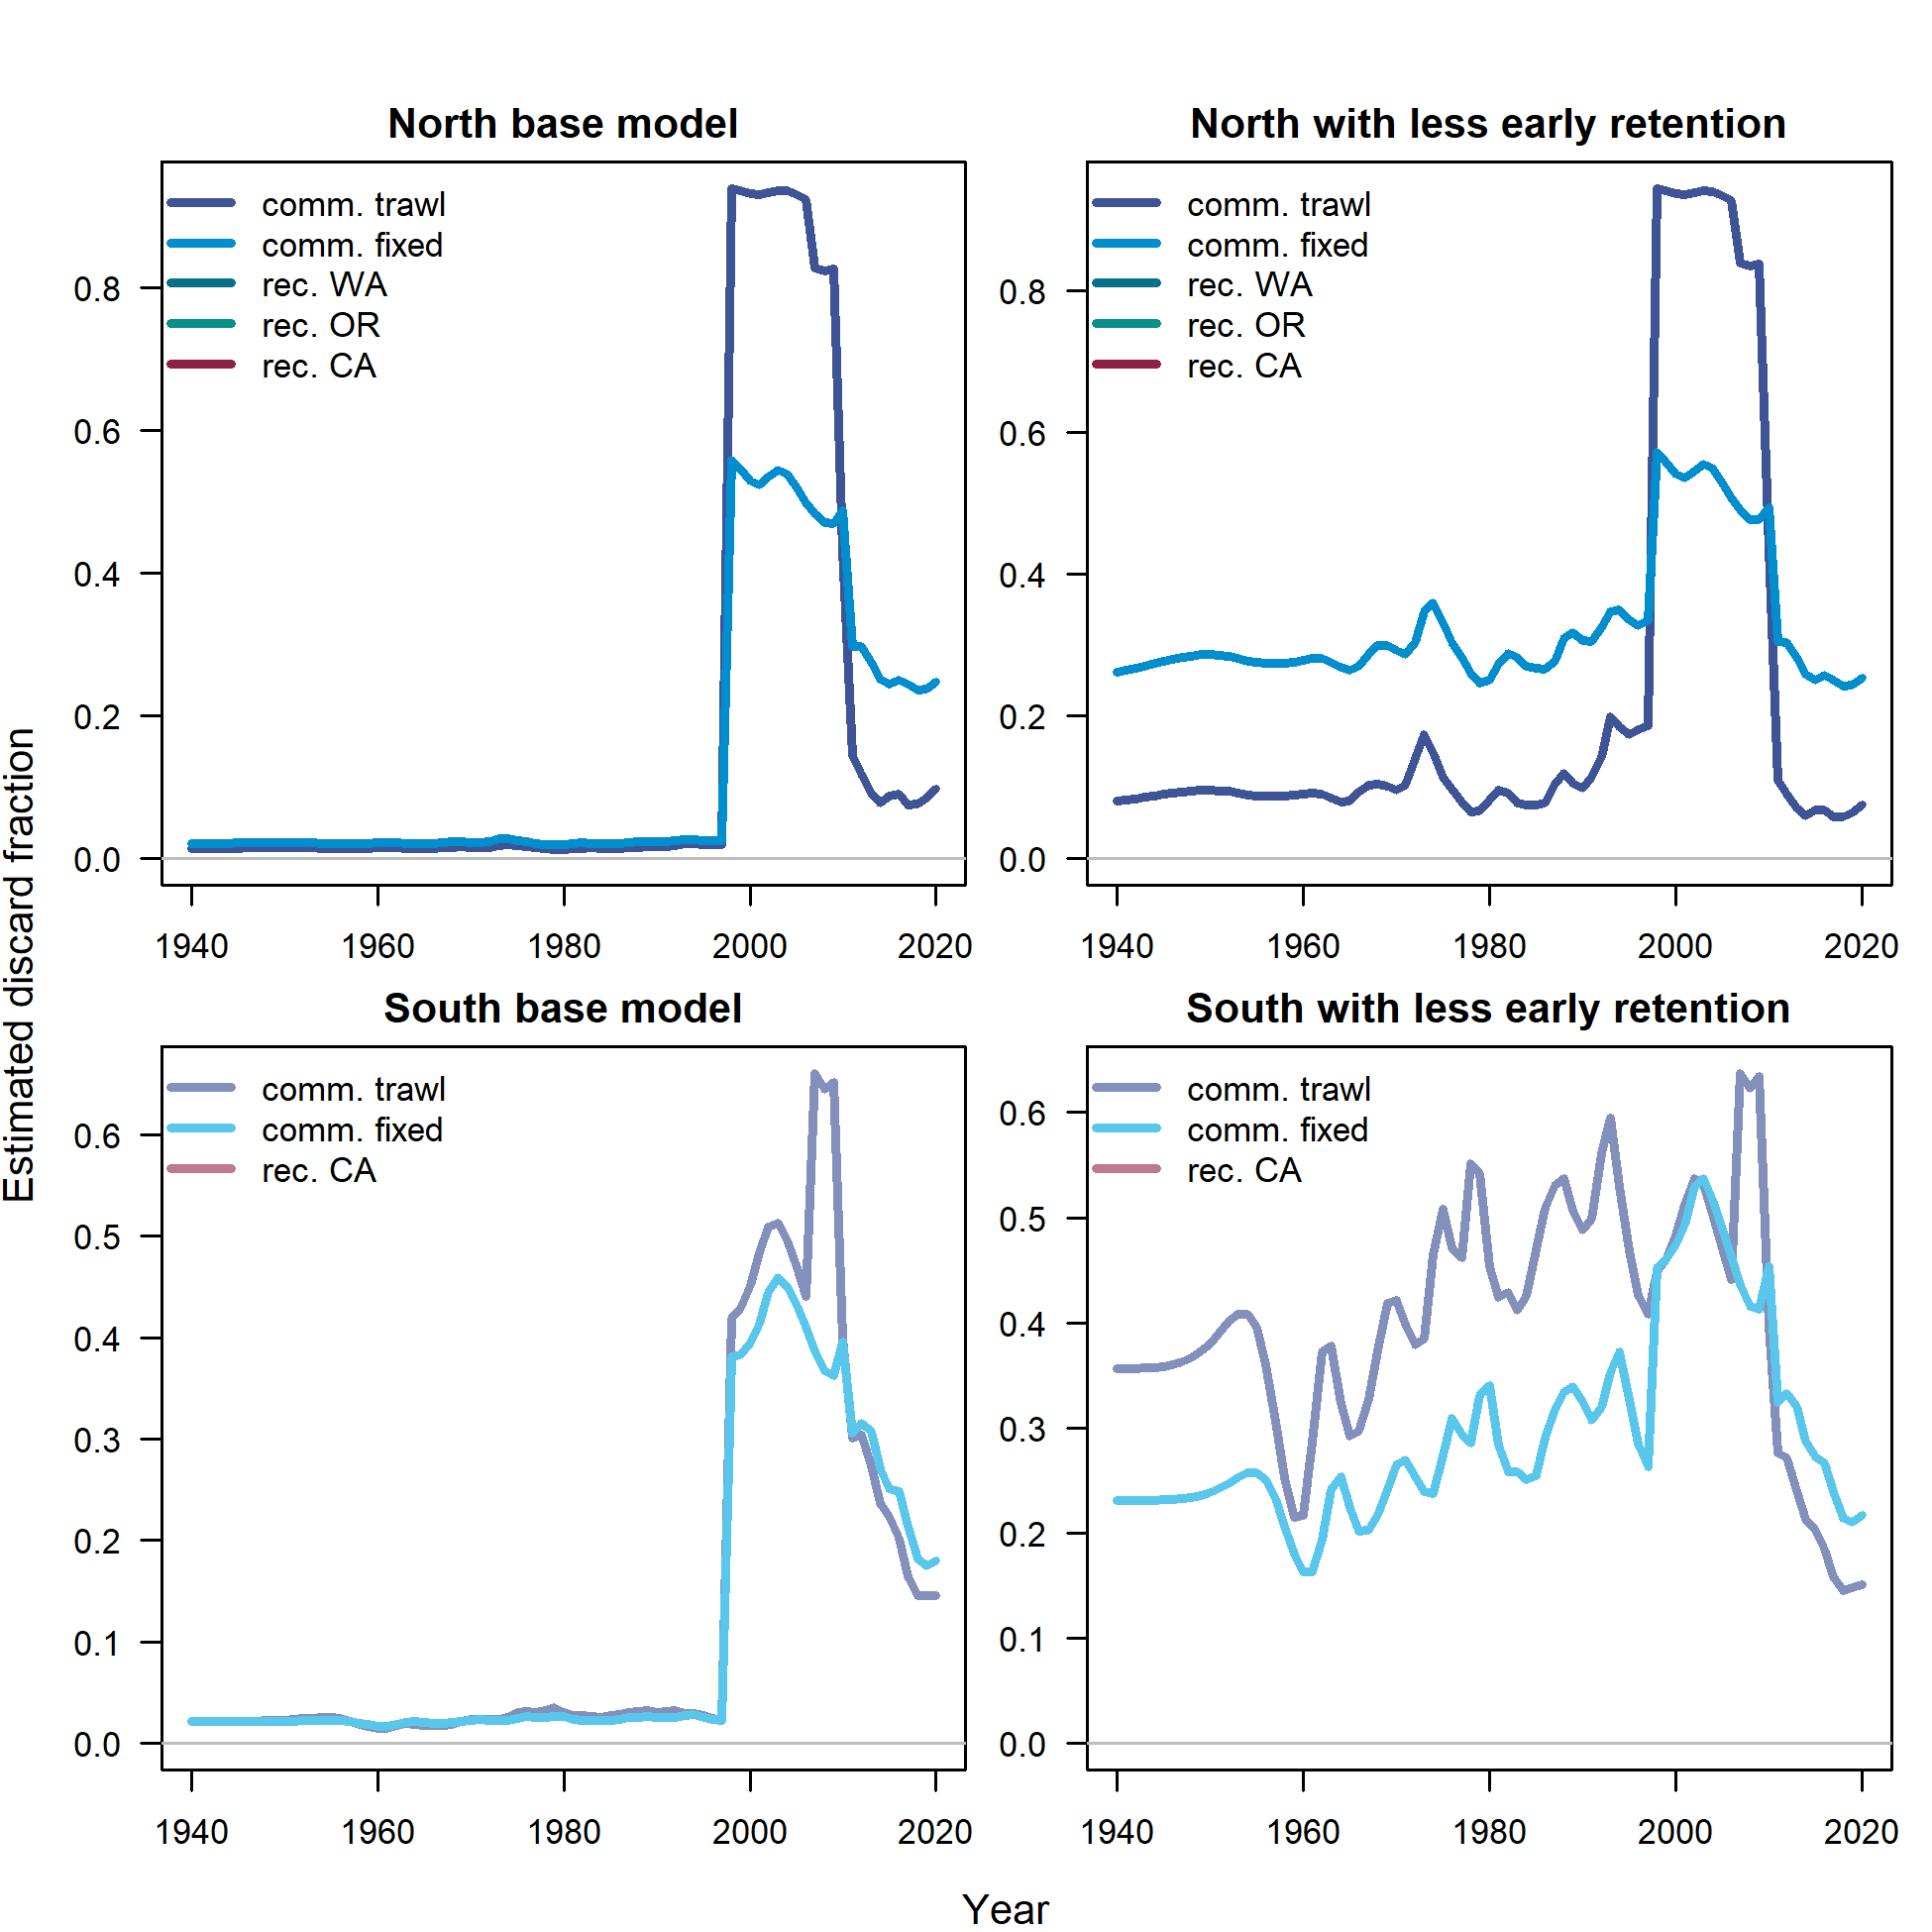 North base model
comm. trawl
comm. fixed
rec. WA
rec. OR
rec. CA
0.8
0.6
0.4
0.2
0.0
1940 1960 1980 2000 2020
North with less early retention
comm. trawl
comm. fixed
rec. WA
rec. OR
rec. CA
0.8
0.6
0.4
0.2
0.0
1940 1960 1980 2000 2020
Estimated discard fraction
South base model
comm. trawl
comm. fixed
rec. CA
0.6
0.5
0.4
0.3
0.2
0.1
0.0
1940 1960 1980 2000 2020
South with less early retention
comm. trawl
comm. fixed
rec. CA
0.6
0.5
0.4
0.3
0.2
0.1
0.0
1940 1960 1980 2000 2020
Year